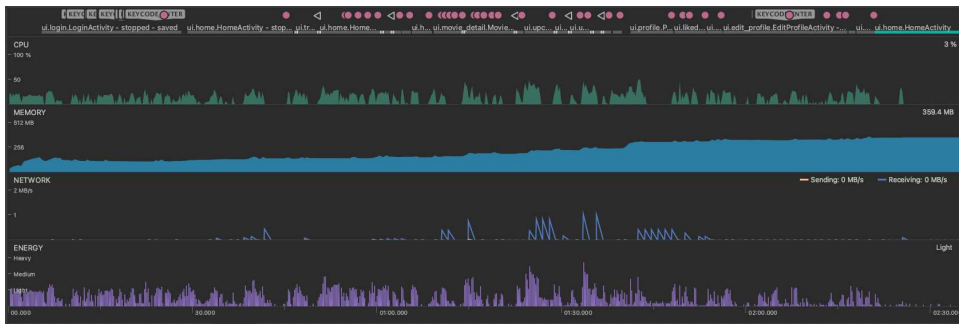 KEYCODE_ENTER KEYCODE_ENTER
ui.login.LoginActivity - stopped - saved ui.home.HomeActivity - stop... ui.tr... ui.home.Home... ui.h... ui.movie_detail.Movie... ui.upc... ui... ui.u... ui.profile.P... ui.liked... ui.... ui.edit_profile.EditProfileActivity -... ui.... ui.home.HomeActivity
CPU 3 %
100 %
50
MEMORY 359.4 MB
512 MB
256
NETWORK Sending: 0 MB/s Receiving: 0 MB/s
2 MB/s
1
ENERGY Light
Heavy
Medium
Light
00.000 30.000 01:00.000 01:30.000 02:00.000 02:30.000